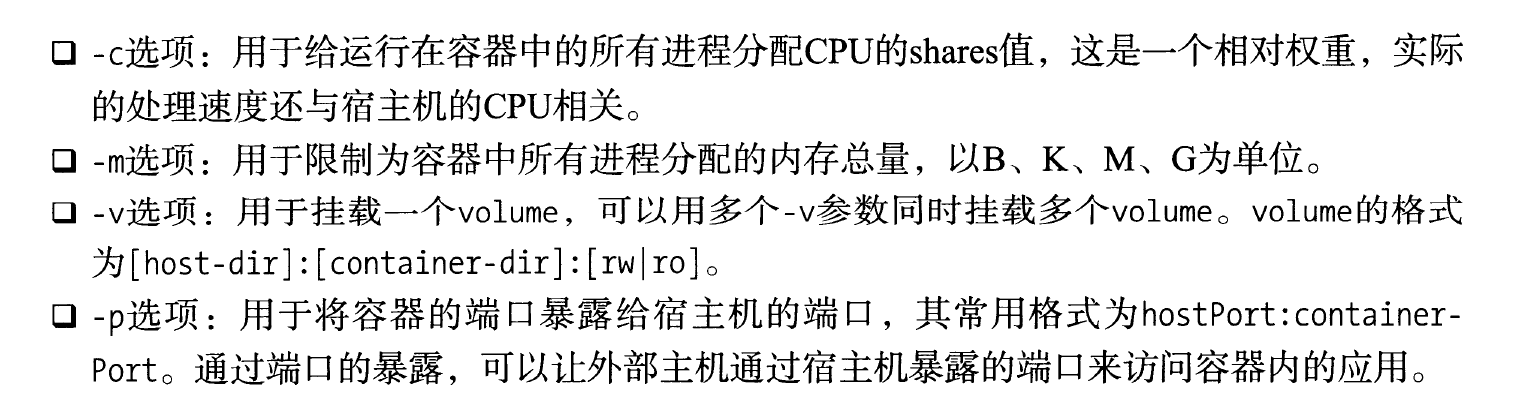 ❑ -c选项：用于给运行在容器中的所有进程分配CPU的shares值，这是一个相对权重，实际
的处理速度还与宿主机的CPU相关。
❑ -m选项：用于限制为容器中所有进程分配的内存总量，以B、K、M、G为单位。
❑ -v选项：用于挂载一个volume，可以用多个-v参数同时挂载多个volume。volume的格式
为[host-dir]:[container-dir]:[rw|ro]。
❑ -p选项：用于将容器的端口暴露给宿主机的端口，其常用格式为hostPort:container-
Port。通过端口的暴露，可以让外部主机通过宿主机暴露的端口来访问容器内的应用。